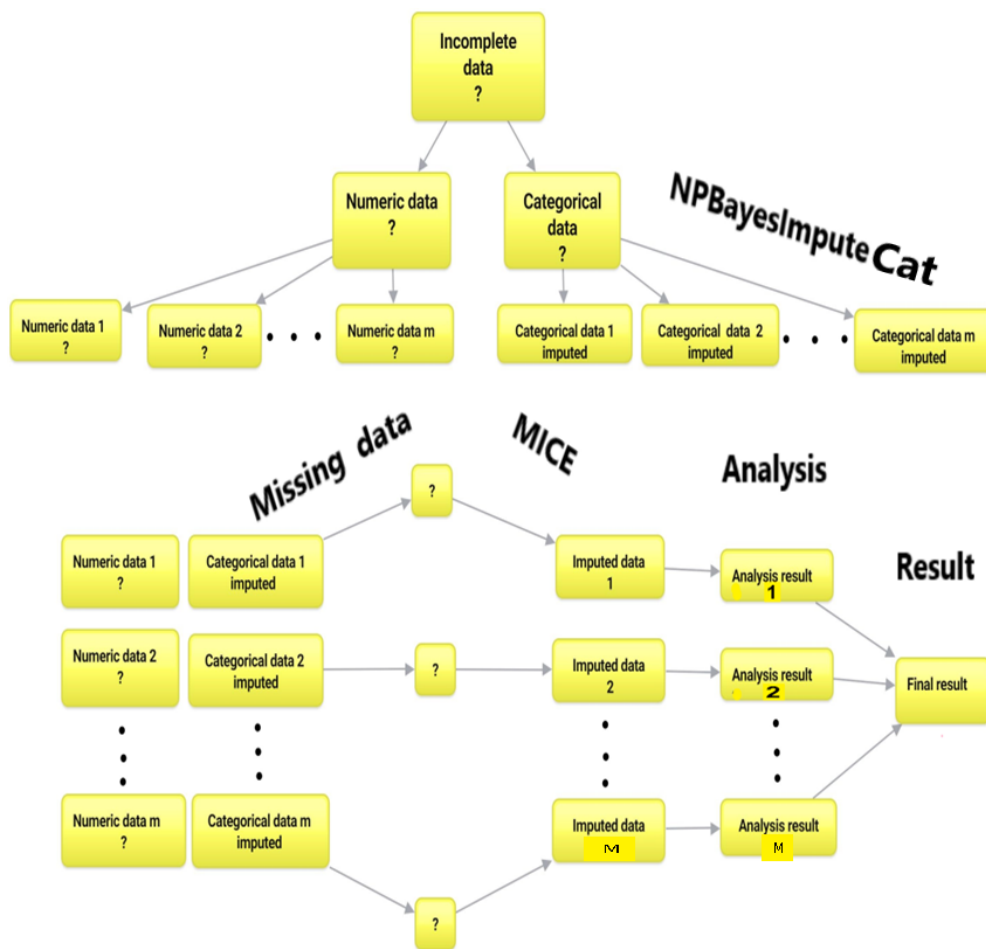 Incomplete
data
?
Numeric data
?
Categorical
data
?
NPBayesImputeCat
Numeric data 1
?
Numeric data 2
?
Numeric data m
?
Categorical data 1
imputed
Categorical data 2
imputed
Categorical data m
imputed
Missing data
MICE
Analysis
Result
?
Numeric data 1
?
Categorical data 1
imputed
Imputed data
1
Analysis result
1
Numeric data 2
?
Categorical data 2
imputed
?
Imputed data
2
Analysis result
2
Final result
Numeric data m
?
Categorical data m
imputed
Imputed data
M
Analysis result
M
?